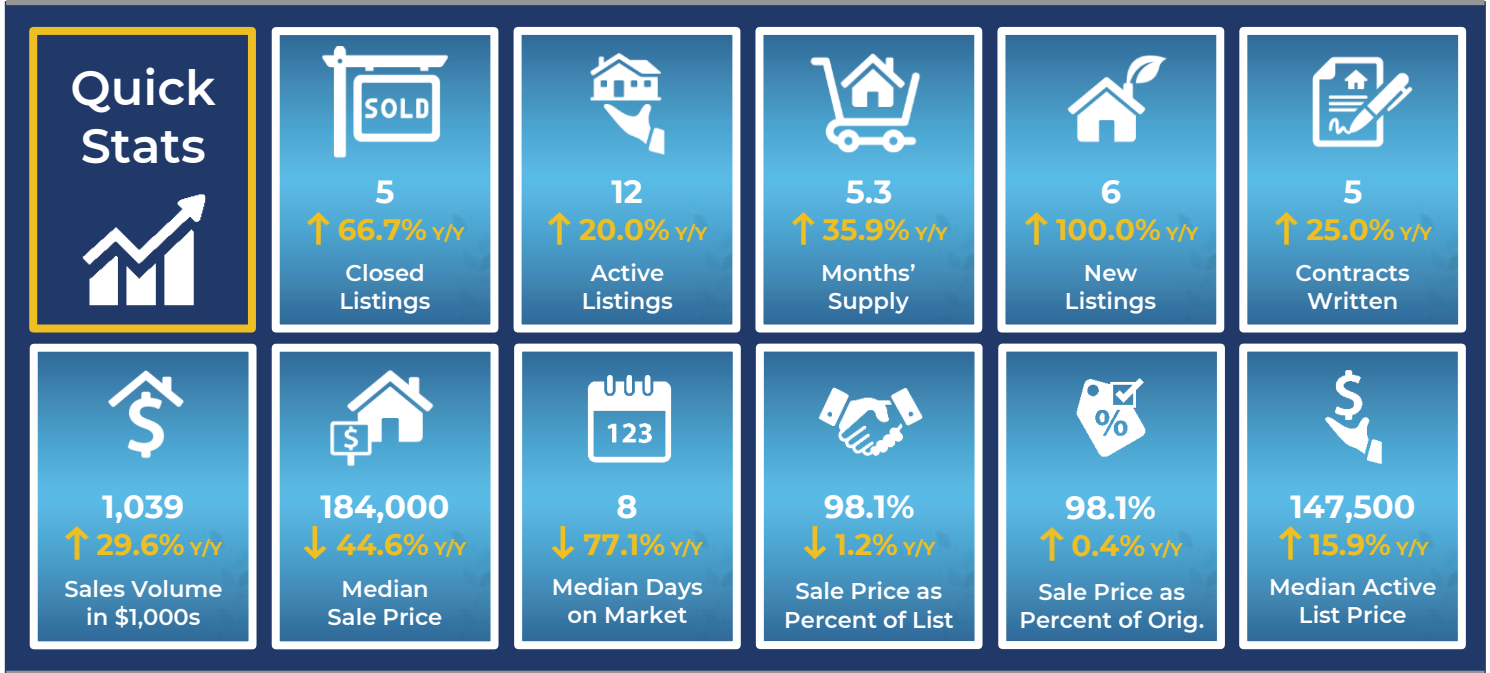 Quick
Stats
SOLD
5
↑ 66.7% Y/Y
Closed
Listings
12
↑ 20.0% Y/Y
Active
Listings
5.3
↑ 35.9% Y/Y
Months’
Supply
6
↑ 100.0% Y/Y
New
Listings
5
↑ 25.0% Y/Y
Contracts
Written
$
1,039
↑ 29.6% Y/Y
Sales Volume
in $1,000s
$
184,000
↓ 44.6% Y/Y
Median
Sale Price
123
8
↓ 77.1% Y/Y
Median Days
on Market
98.1%
↓ 1.2% Y/Y
Sale Price as
Percent of List
%
98.1%
↑ 0.4% Y/Y
Sale Price as
Percent of Orig.
$
147,500
↑ 15.9% Y/Y
Median Active
List Price